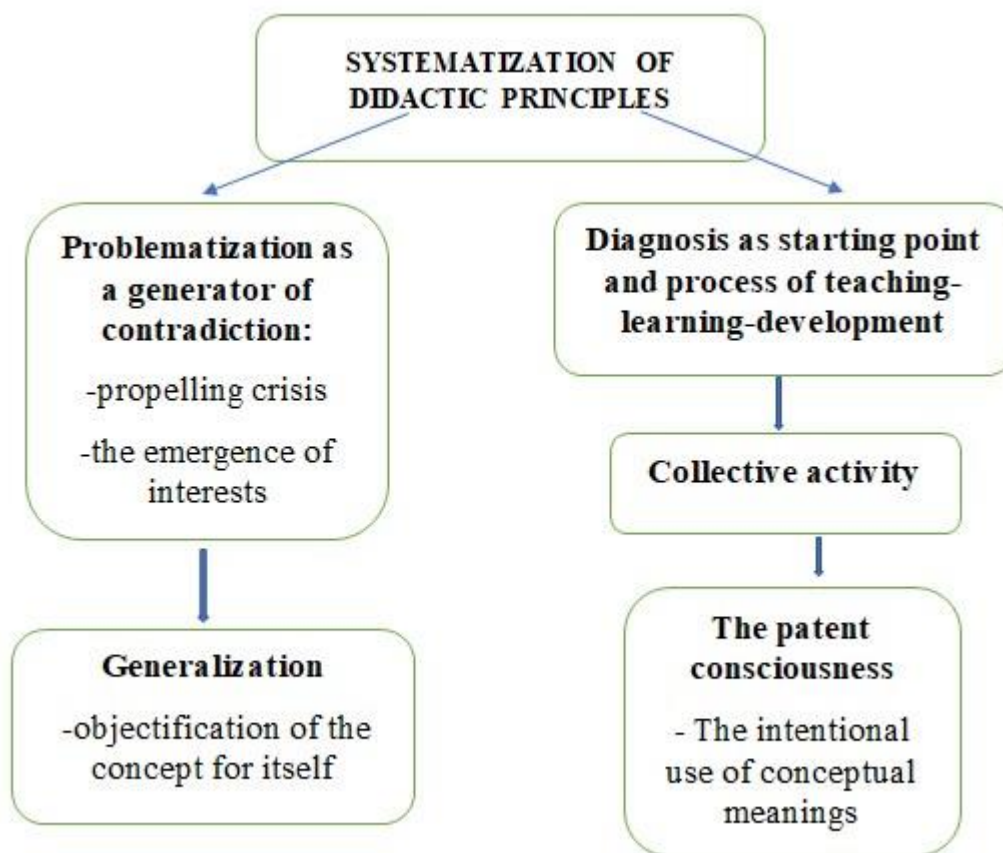 SYSTEMATIZATION OF
DIDACTIC PRINCIPLES
Problematization as
a generator of
contradiction:
-propelling crisis
-the emergence of
interests
Generalization
-objectification of the
concept for itself
Diagnosis as starting point
and process of teaching-
learning-development
Collective activity
The patent
consciousness
- The intentional
use of conceptual
meanings